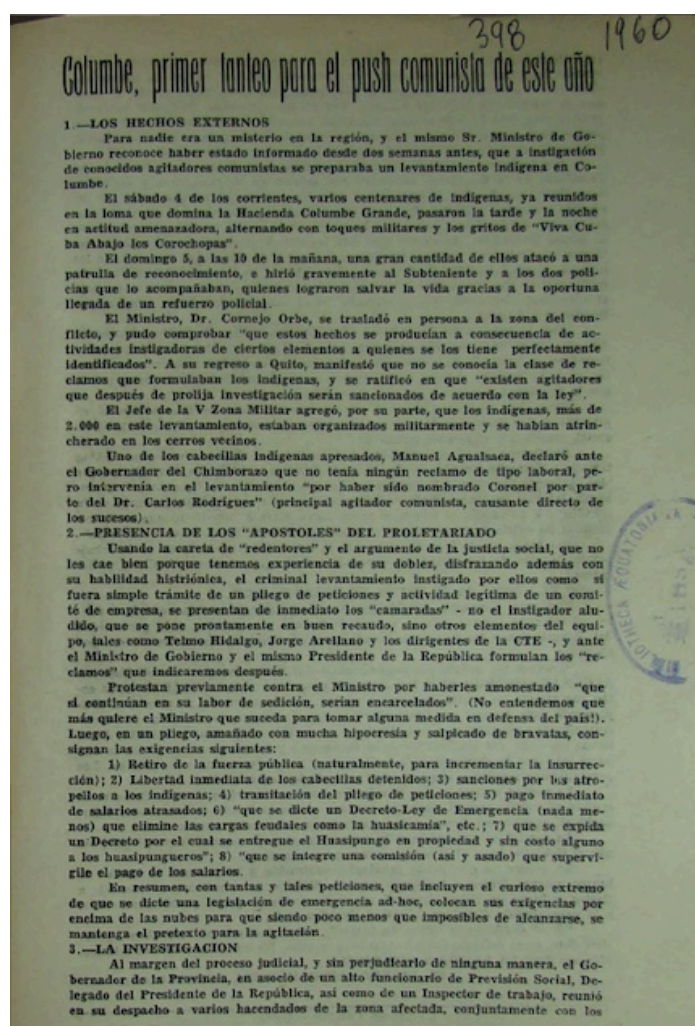 398 1960
Columbe, primer tanteo para el push comunista de este año
1.—LOS HECHOS EXTERNOS
Para nadie era un misterio en la región, y el mismo Sr. Ministro de Go-
bierno reconoce haber estado informado desde dos semanas antes, que a instigación
de conocidos agitadores comunistas se preparaba un levantamiento indígena en Co-
lumbe.
El sábado 4 de los corrientes, varios centenares de indígenas, ya reunidos
en la loma que domina la Hacienda Columbe Grande, pasaron la tarde y la noche
en actitud amenazadora, alternando con toques militares y los gritos de "Viva Cu-
ba Abajo los Corochopas".
El domingo 5, a las 10 de la mañana, una gran cantidad de ellos atacó a una
patrulla de reconocimiento, e hirió gravemente al Subteniente y a los dos poli-
cías que lo acompañaban, quienes lograron salvar la vida gracias a la oportuna
llegada de un refuerzo policial.
El Ministro, Dr. Cornejo Orbe, se trasladó en persona a la zona del con-
flicto, y pudo comprobar "que estos hechos se producían a consecuencia de ac-
tividades instigadoras de ciertos elementos a quienes se los tiene perfectamente
identificados". A su regreso a Quito, manifestó que no se conocía la clase de re-
clamos que formulaban los indígenas, y se ratificó en que "existen agitadores
que después de prolija investigación serán sancionados de acuerdo con la ley".
El Jefe de la V Zona Militar agregó, por su parte, que los indígenas, más de
2.000 en este levantamiento, estaban organizados militarmente y se habían atrin-
cherado en los cerros vecinos.
Uno de los cabecillas indígenas apresados, Manuel Agualsaca, declaró ante
el Gobernador del Chimborazo que no tenía ningún reclamo de tipo laboral, pe-
ro intervenía en el levantamiento "por haber sido nombrado Coronel por par-
te del Dr. Carlos Rodrigues" (principal agitador comunista, causante directo de
los sucesos).
2.—PRESENCIA DE LOS "APOSTOLES" DEL PROLETARIADO
Usando la careta de "redentores" y el argumento de la justicia social, que no
les cae bien porque tenemos experiencia de su doblez, disfrazando además con
su habilidad histriónica, el criminal levantamiento instigado por ellos como si
fuera simple trámite de un pliego de peticiones y actividad legítima de un comi-
té de empresa, se presentan de inmediato los "camaradas" - no el instigador alu-
dido, que se pone prontamente en buen recaudo, sino otros elementos del equi-
po, tales como Telmo Hidalgo, Jorge Arellano y los dirigentes de la CTE -, y ante
el Ministro de Gobierno y el mismo Presidente de la República formulan los "re-
clamos" que indicaremos después.
Protestan previamente contra el Ministro por haberles amonestado "que
si continúan en su labor de sedición, serían encarcelados". (No entendemos que
más quiere el Ministro que suceda para tomar alguna medida en defensa del país!).
Luego, en un pliego, amañado con mucha hipocresía y salpicado de bravatas, con-
signan las exigencias siguientes:
1) Retiro de la fuerza pública (naturalmente, para incrementar la insurrec-
ción); 2) Libertad inmediata de los cabecillas detenidos; 3) sanciones por los atro-
pellos a los indígenas; 4) tramitación del pliego de peticiones; 5) pago inmediato
de salarios atrasados; 6) "que se dicte un Decreto-Ley de Emergencia (nada me-
nos) que elimine las cargas feudales como la huasicamía", etc.; 7) que se expida
un Decreto por el cual se entregue el Huasipungo en propiedad y sin costo alguno
a los huasipungueros"; 8) "que se integre una comisión (así y asado) que supervi-
gile el pago de los salarios.
En resumen, con tantas y tales peticiones, que incluyen el curioso extremo
de que se dicte una legislación de emergencia ad-hoc, colocan sus exigencias por
encima de las nubes para que siendo poco menos que imposibles de alcanzarse, se
mantenga el pretexto para la agitación.
3.—LA INVESTIGACION
Al margen del proceso judicial, y sin perjudicarlo de ninguna manera, el Go-
bernador de la Provincia, en asocio de un alto funcionario de Previsión Social, De-
legado del Presidente de la República, así como de un Inspector de trabajo, reunió
en su despacho a varios hacendados de la zona afectada, conjuntamente con los